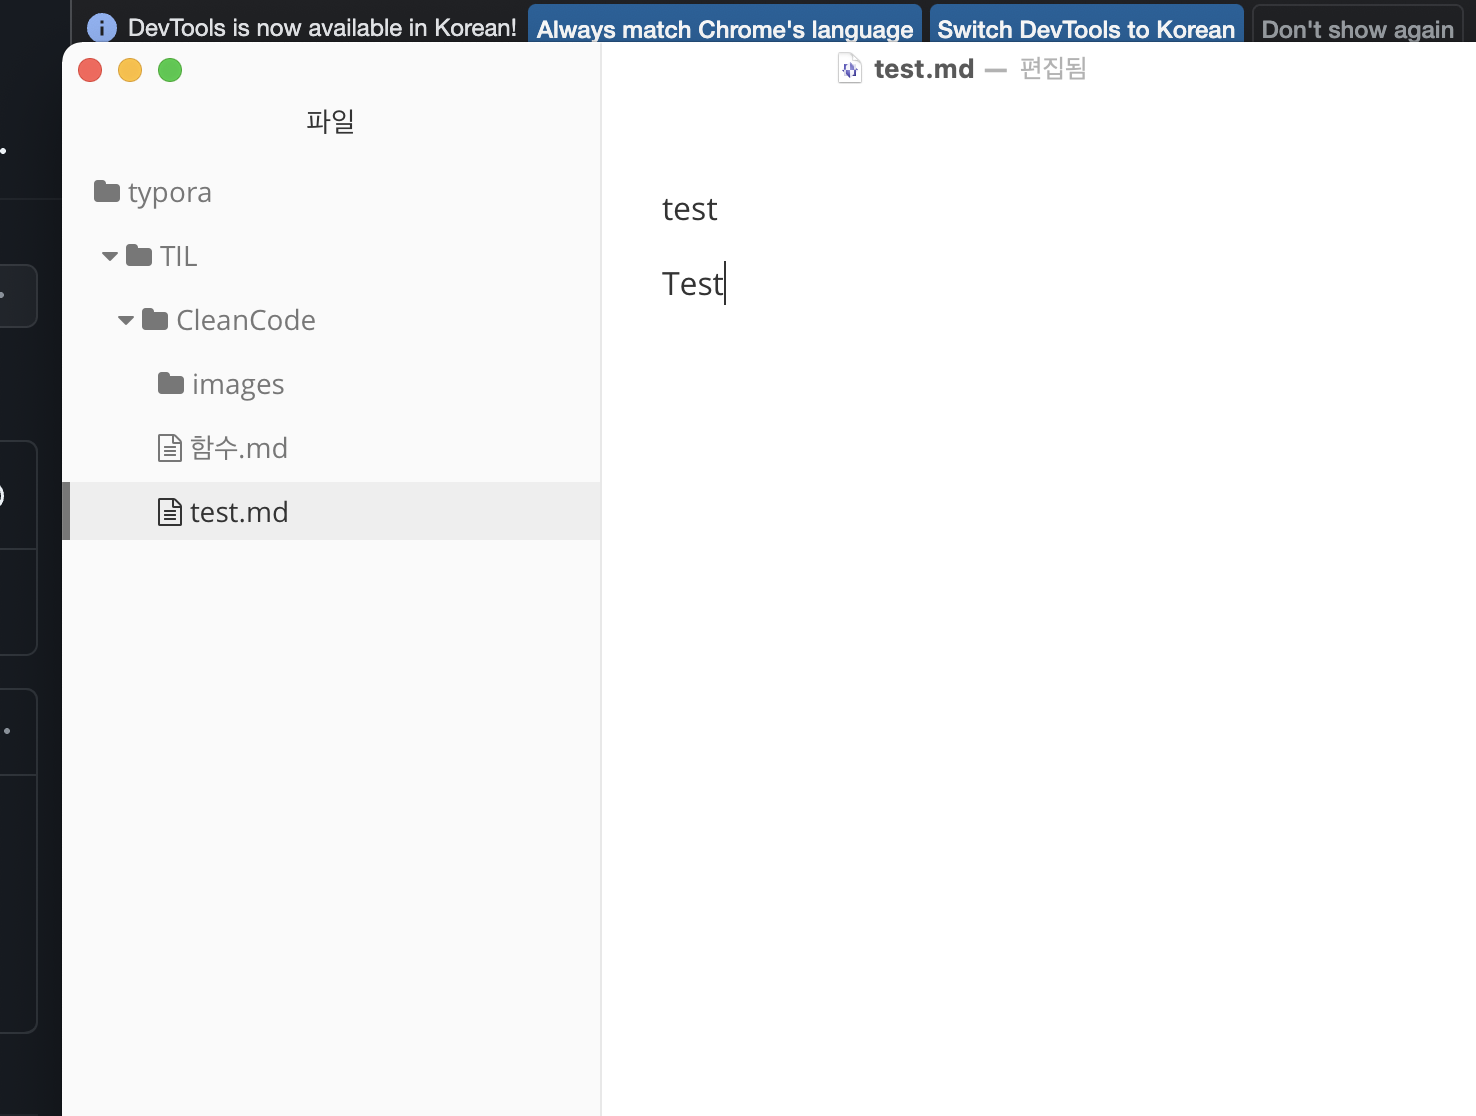 DevTools is now available in Korean! Always match Chrome's language Switch DevTools to Korean Don't show again
test.md — 편집됨
파일
typora
TIL
CleanCode
images
함수.md
test.md
test
Test